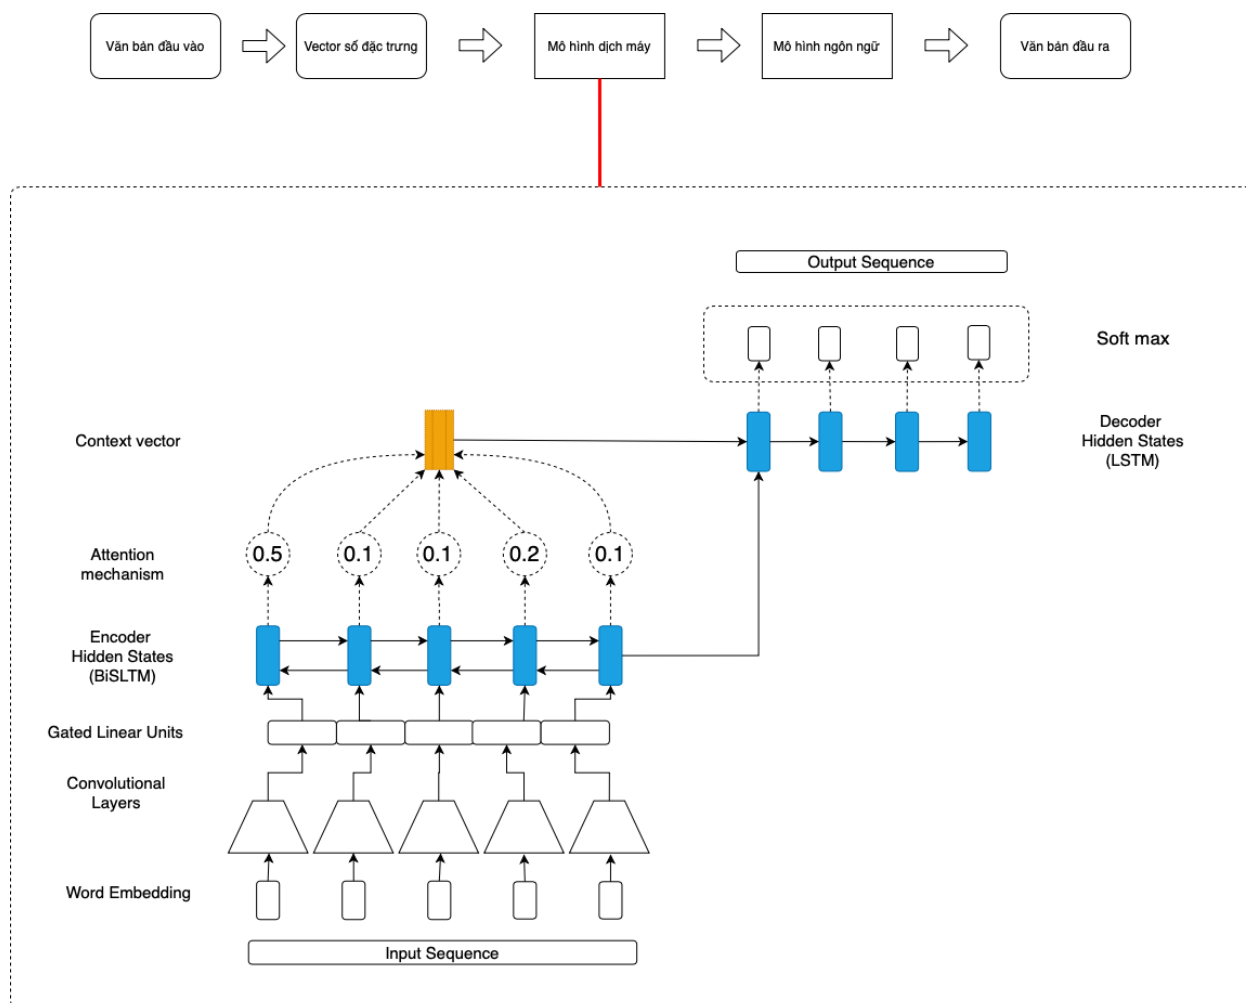 Văn bản đầu vào
Vector số đặc trưng
Mô hình dịch máy
Mô hình ngôn ngữ
Văn bản đầu ra
Output Sequence
Soft max
Context vector
Decoder
Hidden States
(LSTM)
Attention
mechanism
0.5
0.1
0.1
0.2
0.1
Encoder
Hidden States
(BiSLTM)
Gated Linear Units
Convolutional
Layers
Word Embedding
Input Sequence